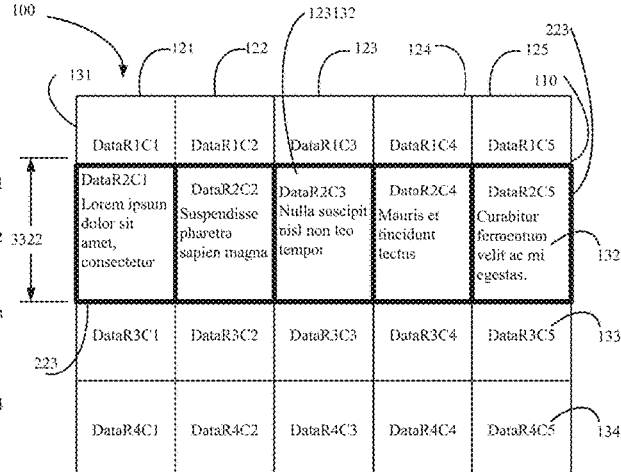 100
123132
121
122
123
124
125
223
131
110
DataR1C1 DataR1C2 DataR1C3 DataR1C4 DataR1C5
DataR2C1 DataR2C2 DataR2C3 DataR2C4 DataR2C5
Lorem ipsum
dolor sit
amet,
consectetur
Suspendisse
pharetra
sapien magna
Nulla suscipit
nisl non leo
tempor
Mauris et
tincidunt
lectus
Curabitur
fermentum
velit ac mi
egestas.
3322
132
223
DataR3C1 DataR3C2 DataR3C3 DataR3C4 DataR3C5
133
DataR4C1 DataR4C2 DataR4C3 DataR4C4 DataR4C5
134